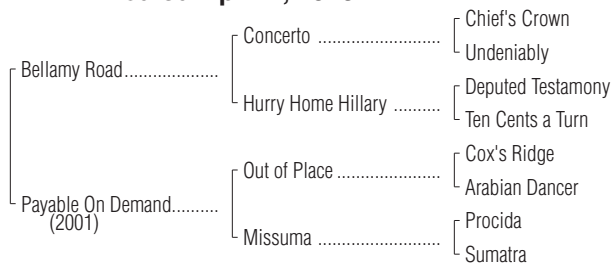 Chief's Crown
Concerto ..........................
Undeniably
Bellamy Road....................
Deputed Testimony
Hurry Home Hillary ..........
Ten Cents a Turn
Cox's Ridge
Out of Place ......................
Arabian Dancer
Payable On Demand..........
(2001)
Procida
Missuma ..........................
Sumatra